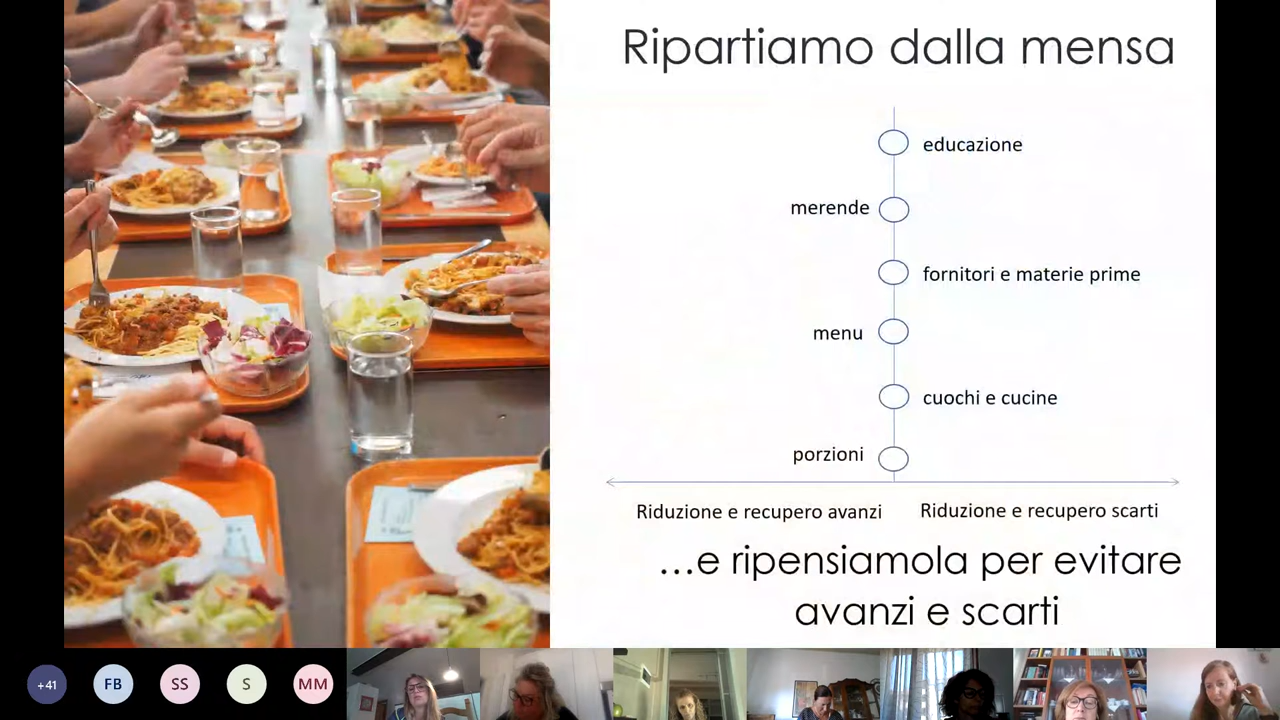 Ripartiamo dalla mensa
educazione
merende
fornitori e materie prime
menu
cuochi e cucine
porzioni
Riduzione e recupero avanzi
Riduzione e recupero scarti
...e ripensiamola per evitare
avanzi e scarti
+41
FB
SS
S
MM